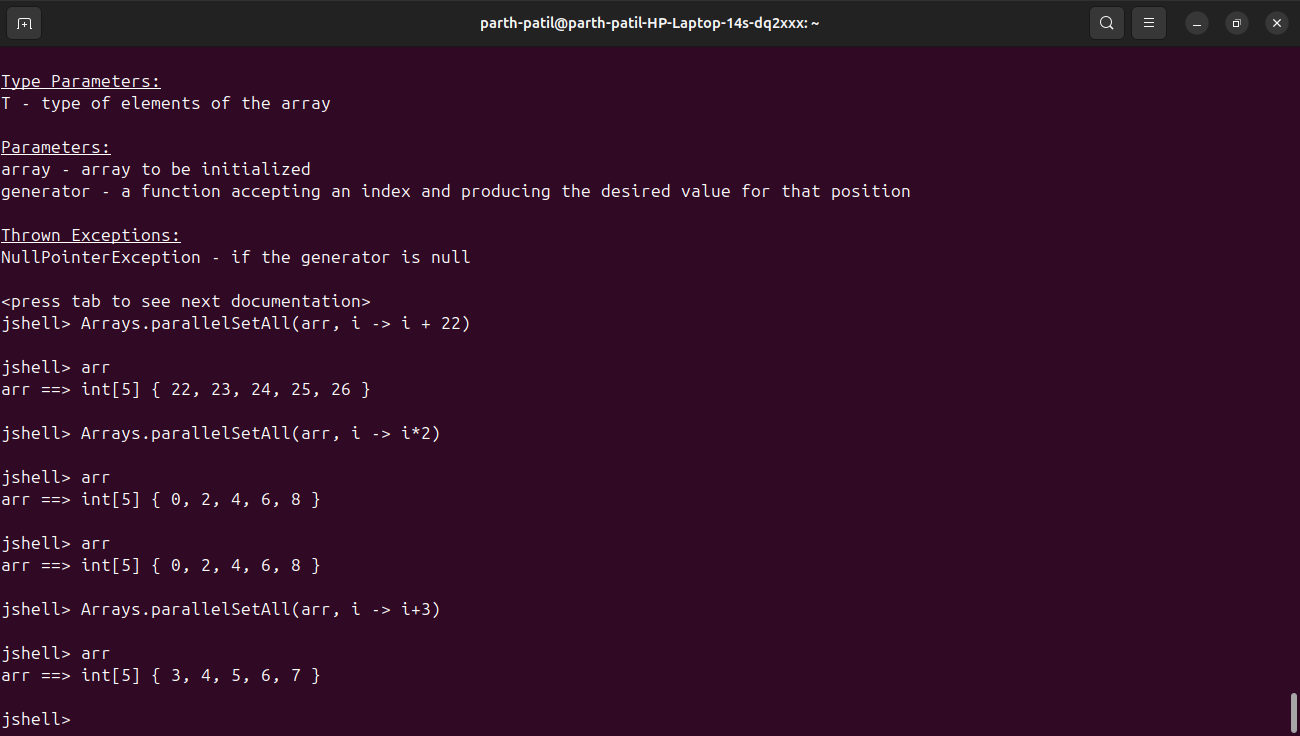 parth-patil@parth-patil-HP-Laptop-14s-dq2xxx: ~
Type Parameters:
T - type of elements of the array
Parameters:
array - array to be initialized
generator - a function accepting an index and producing the desired value for that position
Thrown Exceptions:
NullPointerException - if the generator is null
<press tab to see next documentation>
jshell> Arrays.parallelSetAll(arr, i -> i + 22)
jshell> arr
arr ==> int[5] { 22, 23, 24, 25, 26 }
jshell> Arrays.parallelSetAll(arr, i -> i*2)
jshell> arr
arr ==> int[5] { 0, 2, 4, 6, 8 }
jshell> arr
arr ==> int[5] { 0, 2, 4, 6, 8 }
jshell> Arrays.parallelSetAll(arr, i -> i+3)
jshell> arr
arr ==> int[5] { 3, 4, 5, 6, 7 }
jshell>